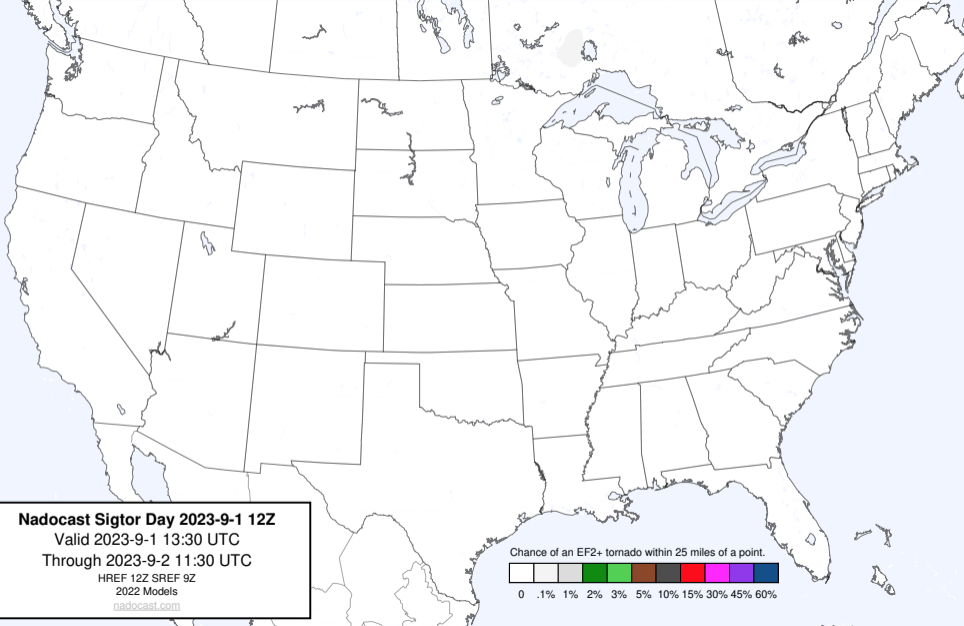 Nadocast Sigtor Day 2023-9-1 12Z
Valid 2023-9-1 13:30 UTC
Through 2023-9-2 11:30 UTC
HREF 12Z SREF 9Z
2022 Models
nadocast.com
Chance of an EF2+ tornado within 25 miles of a point.
0 .1% 1% 2% 3% 5% 10% 15% 30% 45% 60%